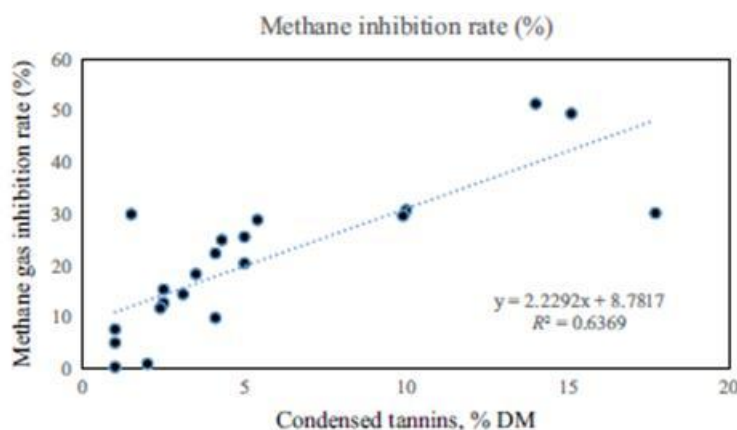 Methane inhibition rate (%)
Methane gas inhibition rate (%)
60
50
40
30
20
10
0
y = 2.2292x + 8.7817
R² = 0.6369
0 5 10 15 20
Condensed tannins, % DM